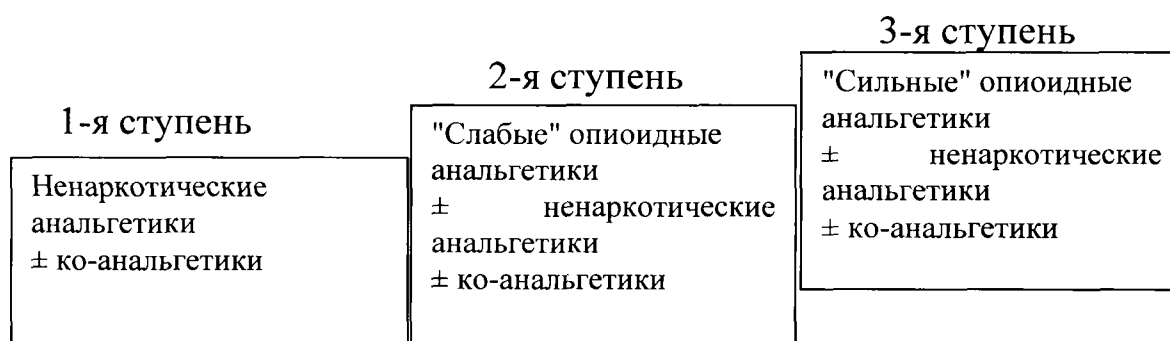 1-я ступень
Ненаркотические
анальгетики
± ко-анальгетики
2-я ступень
"Слабые" опиоидные
анальгетики
± ненаркотические
анальгетики
± ко-анальгетики
3-я ступень
"Сильные" опиоидные
анальгетики
± ненаркотические
анальгетики
± ко-анальгетики